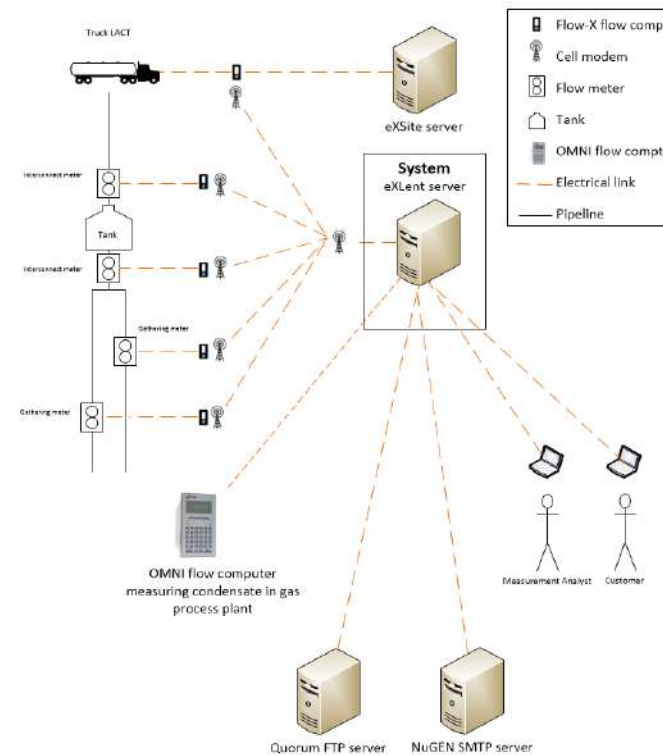 Truck LACT
Flow-X flow comp
Cell modem
Flow meter
Tank
OMNI flow compt
Electrical link
Pipeline
eXSite server
System
eXLent server
Interconnect meter
Tank
Interconnect meter
Gathering meter
Gathering meter
OMNI flow computer
measuring condensate in gas
process plant
Measurement Analyst
Customer
Quorum FTP server
NuGEN SMTP server